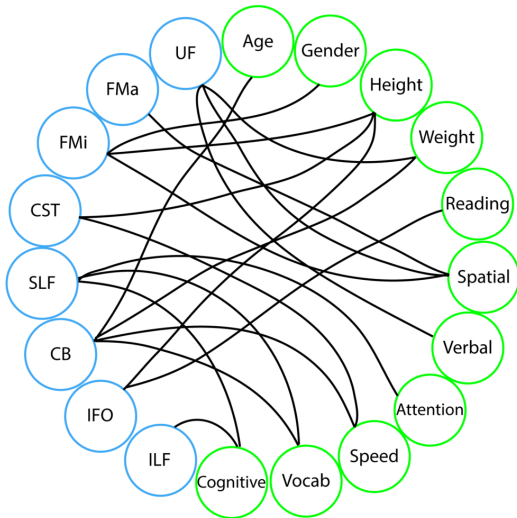 Age
Gender
Height
Weight
Reading
Spatial
Verbal
Attention
Speed
Vocab
Cognitive
ILF
IFO
CB
SLF
CST
FMi
FMa
UF